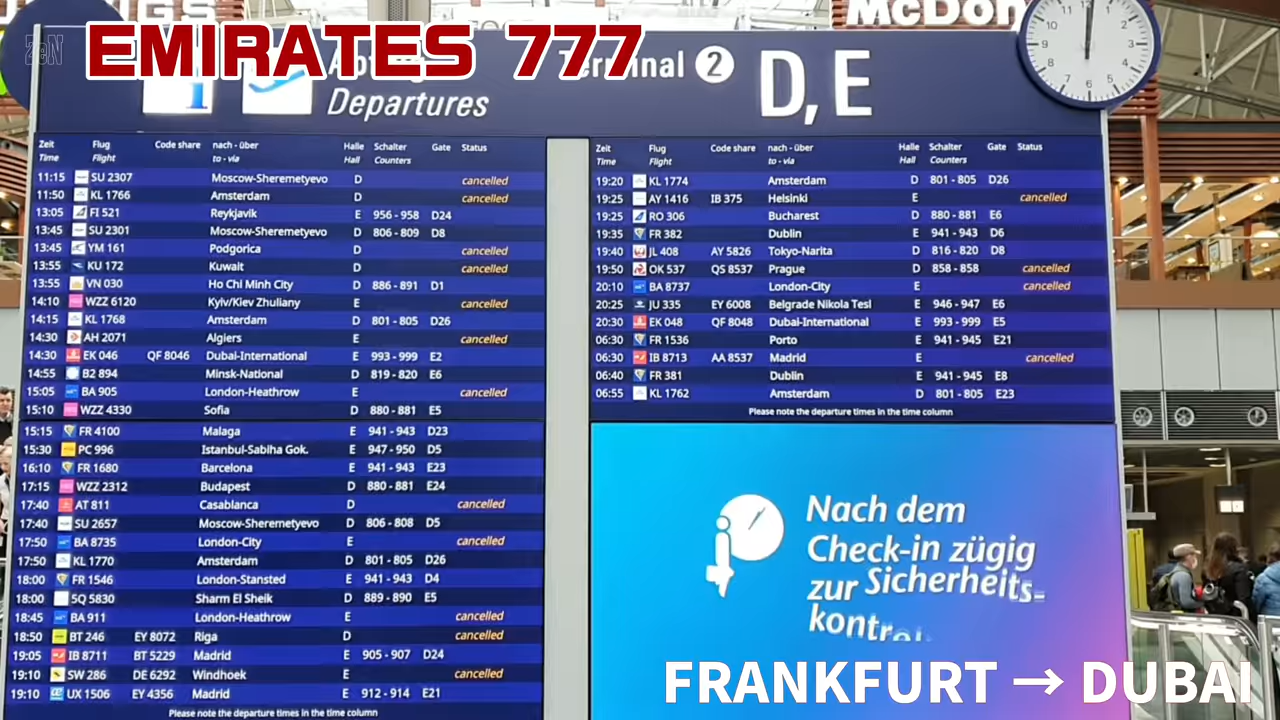 McDon
EMIRATES 777
Departures
Terminal 2
D, E
Zeit Flug Code share nach - über Halle Schalter Gate Status
Time Flight to - via Hall Counters
11:15 SU 2307 Moscow-Sheremetyevo D cancelled
11:50 KL 1766 Amsterdam D cancelled
13:05 FI 521 Reykjavik E 956 - 958 D24
13:45 SU 2301 Moscow-Sheremetyevo D 806 - 809 D8
13:45 YM 161 Podgorica D cancelled
13:55 KU 172 Kuwait D cancelled
13:55 VN 030 Ho Chi Minh City D 886 - 891 D1
14:10 WZZ 6120 Kyiv/Kiev Zhuliany E cancelled
14:15 KL 1768 Amsterdam D 801 - 805 D26
14:30 AH 2071 Algiers E cancelled
14:30 EK 046 QF 8046 Dubai-International E 993 - 999 E2
14:55 B2 894 Minsk-National D 819 - 820 E6
15:05 BA 905 London-Heathrow E cancelled
15:10 WZZ 4330 Sofia D 880 - 881 E5
15:15 FR 4100 Malaga E 941 - 943 D23
15:30 PC 996 Istanbul-Sabiha Gok. E 947 - 950 D5
16:10 FR 1680 Barcelona E 941 - 943 E23
17:15 WZZ 2312 Budapest D 880 - 881 E24
17:40 AT 811 Casablanca D cancelled
17:40 SU 2657 Moscow-Sheremetyevo D 806 - 808 D5
17:50 BA 8735 London-City E cancelled
17:50 KL 1770 Amsterdam D 801 - 805 D26
18:00 FR 1546 London-Stansted E 941 - 943 D4
18:00 5Q 5830 Sharm El Sheik D 889 - 890 E5
18:45 BA 911 London-Heathrow E cancelled
18:50 BT 246 EY 8072 Riga D cancelled
19:05 IB 8711 BT 5229 Madrid E 905 - 907 D24
19:10 SW 286 DE 6292 Windhoek E cancelled
19:10 UX 1506 EY 4356 Madrid E 912 - 914 E21
Please note the departure times in the time column
Zeit Flug Code share nach - über Halle Schalter Gate Status
Time Flight to - via Hall Counters
19:20 KL 1774 Amsterdam D 801 - 805 D26
19:25 AY 1416 IB 375 Helsinki E cancelled
19:25 RO 306 Bucharest D 880 - 881 E6
19:35 FR 382 Dublin E 941 - 943 D6
19:40 JL 408 AY 5826 Tokyo-Narita D 816 - 820 D8
19:50 OK 537 QS 8537 Prague D 858 - 858 cancelled
20:10 BA 8737 London-City E cancelled
20:25 JU 335 EY 6008 Belgrade Nikola Tesl E 946 - 947 E6
20:30 EK 048 QF 8048 Dubai-International E 993 - 999 E5
06:30 FR 1536 Porto E 941 - 945 E21
06:30 IB 8713 AA 8537 Madrid E cancelled
06:40 FR 381 Dublin E 941 - 945 E8
06:55 KL 1762 Amsterdam D 801 - 805 E23
Please note the departure times in the time column
Nach dem
Check-in zügig
zur Sicherheits-
FRANKFURT → DUBAI